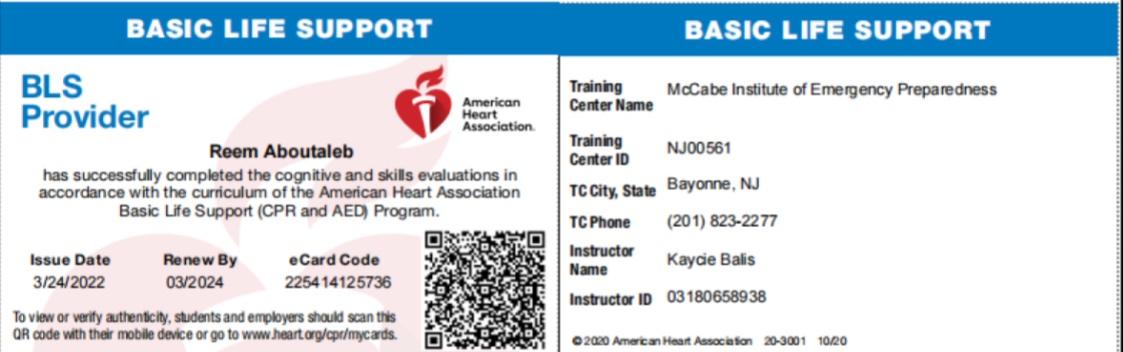 BASIC LIFE SUPPORT
BLS
Provider
American
Heart
Association.
Reem Aboutaleb
has successfully completed the cognitive and skills evaluations in
accordance with the curriculum of the American Heart Association
Basic Life Support (CPR and AED) Program.
Issue Date Renew By eCard Code
3/24/2022 03/2024 225414125736
To view or verify authenticity, students and employers should scan this
QR code with their mobile device or go to www.heart.org/cpr/mycards.
BASIC LIFE SUPPORT
Training
Center Name McCabe Institute of Emergency Preparedness
Training
Center ID NJ00561
TC City, State Bayonne, NJ
TC Phone (201) 823-2277
Instructor
Name Kaycie Balis
Instructor ID 03180658938
©2020 American Heart Association 20-3001 10/20